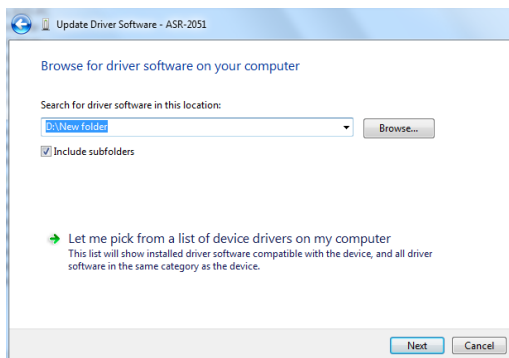 Update Driver Software - ASR-2051
Browse for driver software on your computer
Search for driver software in this location:
D:\New folder
Browse...
Include subfolders
Let me pick from a list of device drivers on my computer
This list will show installed driver software compatible with the device, and all driver
software in the same category as the device.
Next Cancel